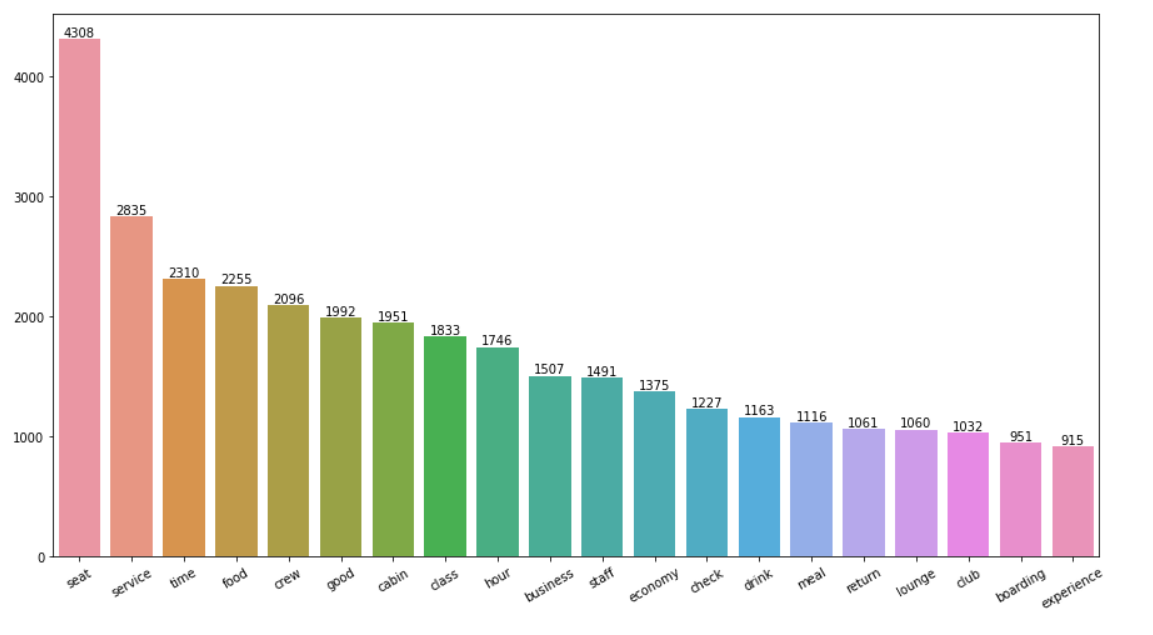 4308
2835
2310
2255
2096
1992
1951
1833
1746
1507
1491
1375
1227
1163
1116
1061
1060
1032
951
915
4000
3000
2000
1000
0
seat
service
time
food
crew
good
cabin
class
hour
business
staff
economy
check
drink
meal
return
lounge
club
boarding
experience